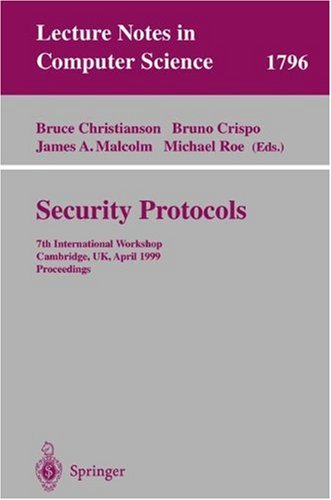 Lecture Notes in
Computer Science 1796
Bruce Christianson Bruno Crispo
James A. Malcolm Michael Roe (Eds.)
Security Protocols
7th International Workshop
Cambridge, UK, April 1999
Proceedings
Springer